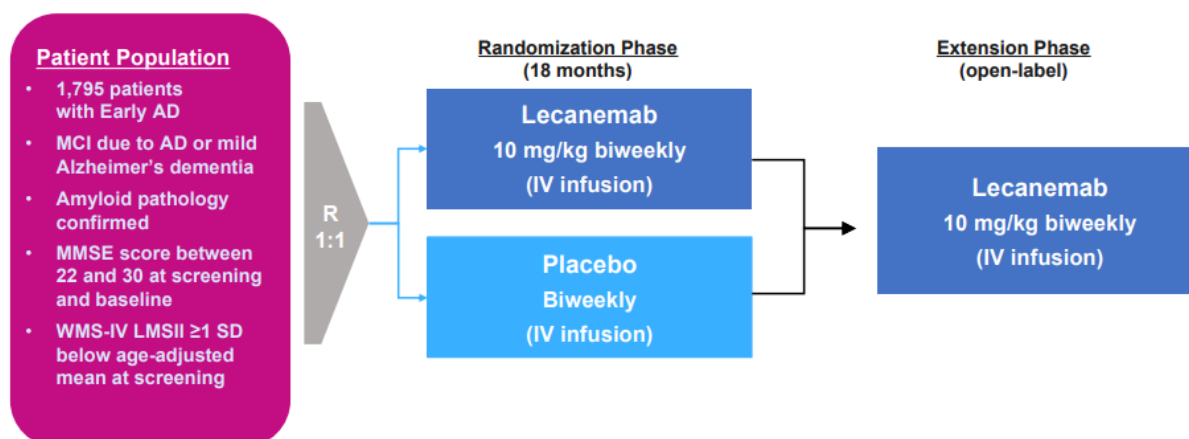 Patient Population
• 1,795 patients
with Early AD
• MCI due to AD or mild
Alzheimer's dementia
• Amyloid pathology
confirmed
• MMSE score between
22 and 30 at screening
and baseline
• WMS-IV LMSII ≥1 SD
below age-adjusted
mean at screening
R
1:1
Randomization Phase
(18 months)
Lecanemab
10 mg/kg biweekly
(IV infusion)
Placebo
Biweekly
(IV infusion)
Extension Phase
(open-label)
Lecanemab
10 mg/kg biweekly
(IV infusion)